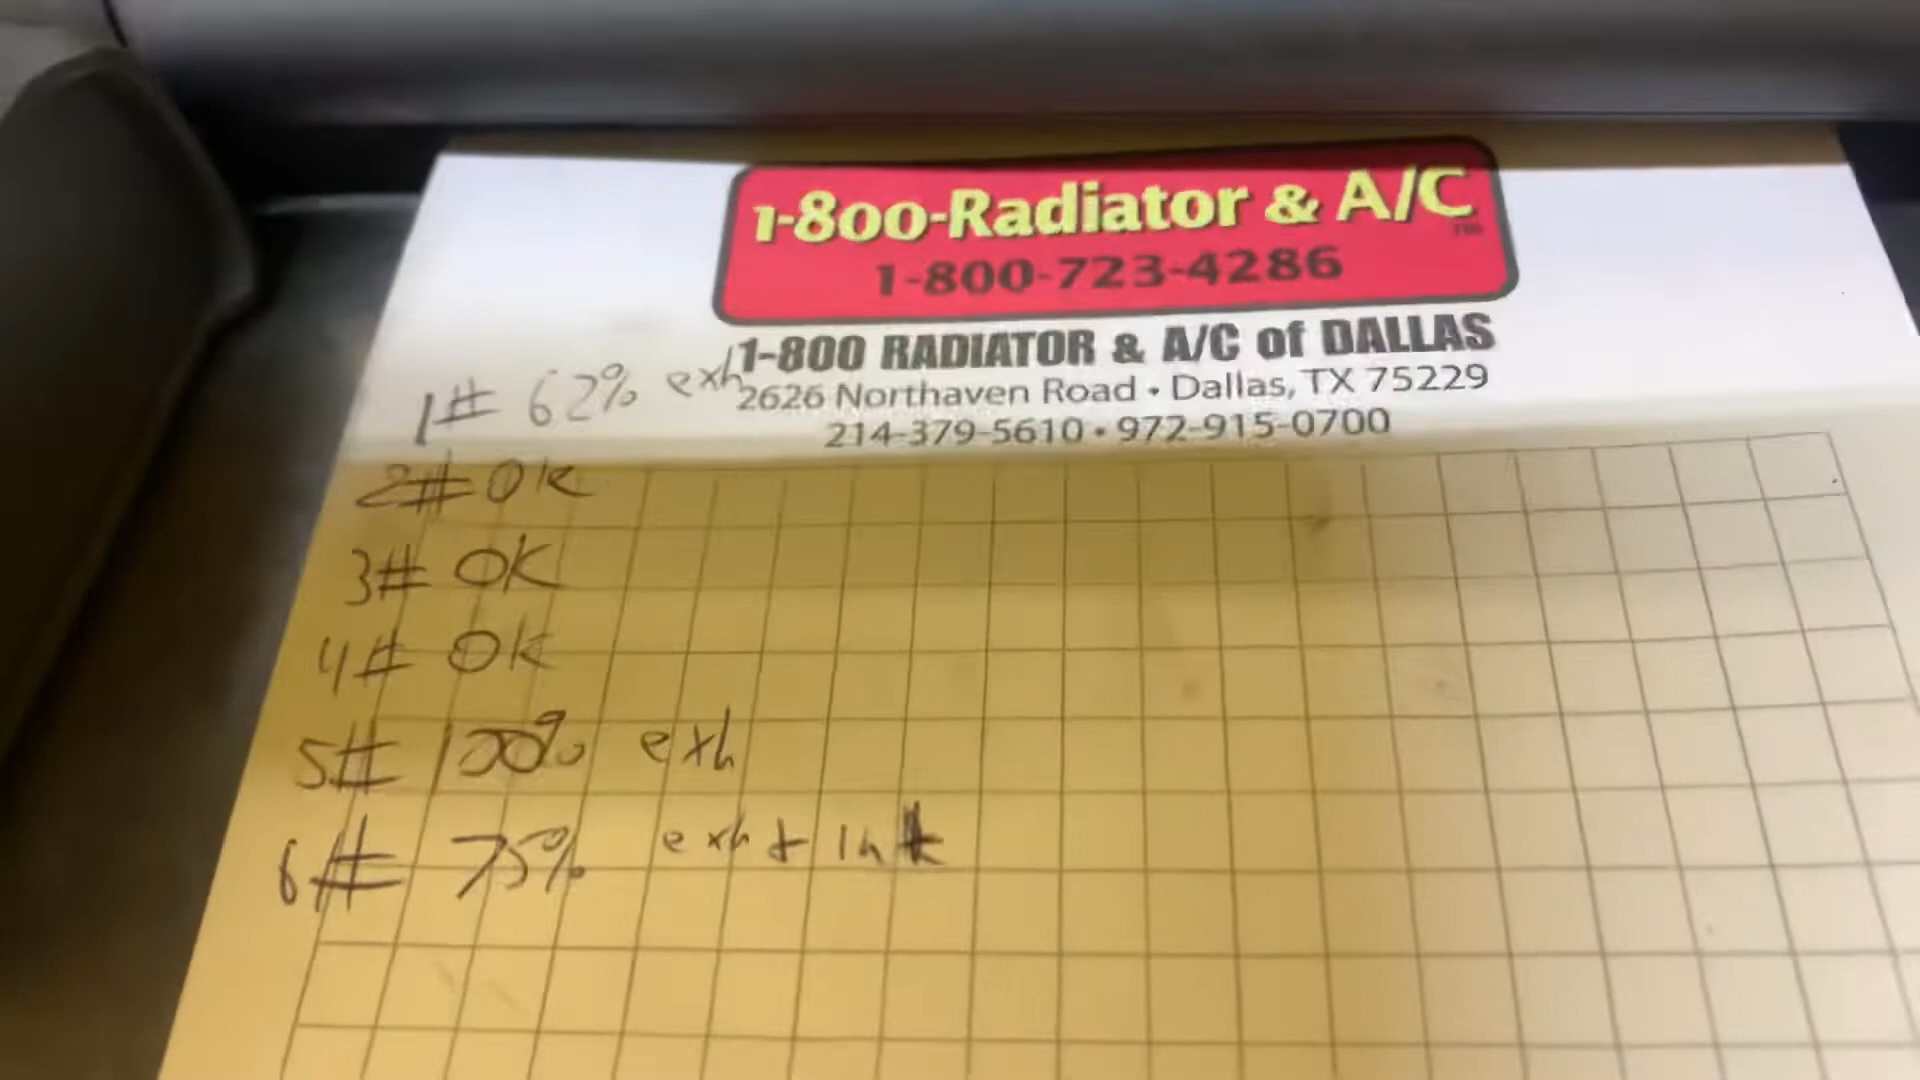 1-800-Radiator & A/C
1-800-723-4286
1-800 RADIATOR & A/C of DALLAS
2626 Northaven Road • Dallas, TX 75229
214-379-5610 • 972-915-0700
1# 62% exh
2# OK
3# OK
4# OK
5# 100% exh
6# 75% exh + int